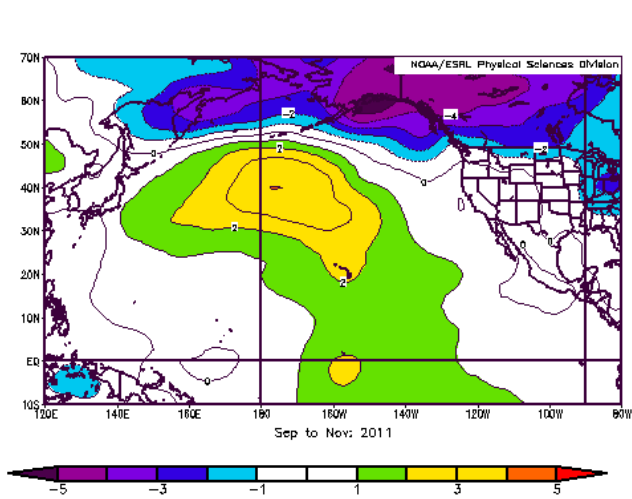 NOAA/ESRL Physical Sciences Division
70N
60N
50N
40N
30N
20N
10N
EQ
10S
-2
-4
-2
2
0
0
2
2
0
0
0
120E 140E 160E 180 160W 140W 120W 100W 80W
Sep to Nov: 2011
-5 -3 -1 1 3 5